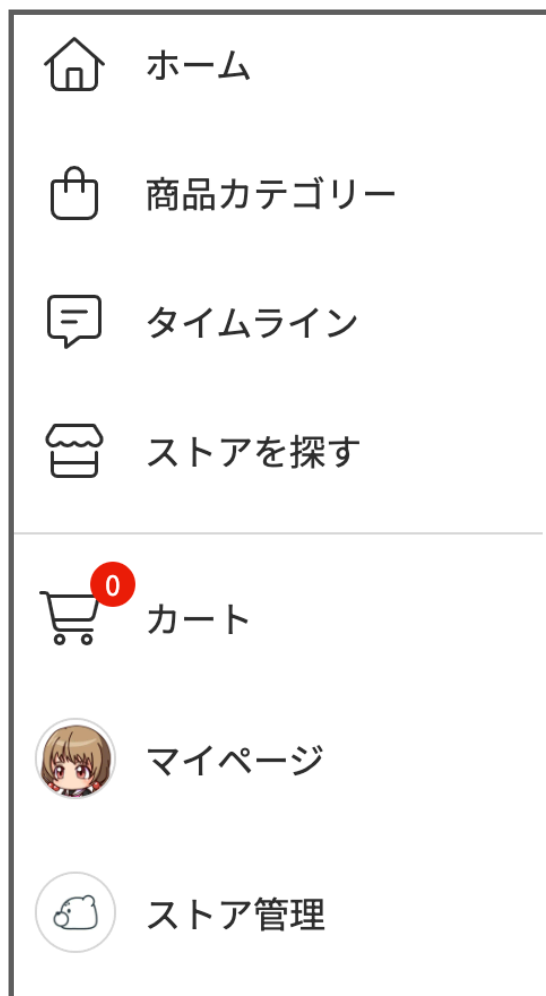 ホーム
商品カテゴリー
タイムライン
ストアを探す
0
カート
マイページ
ストア管理